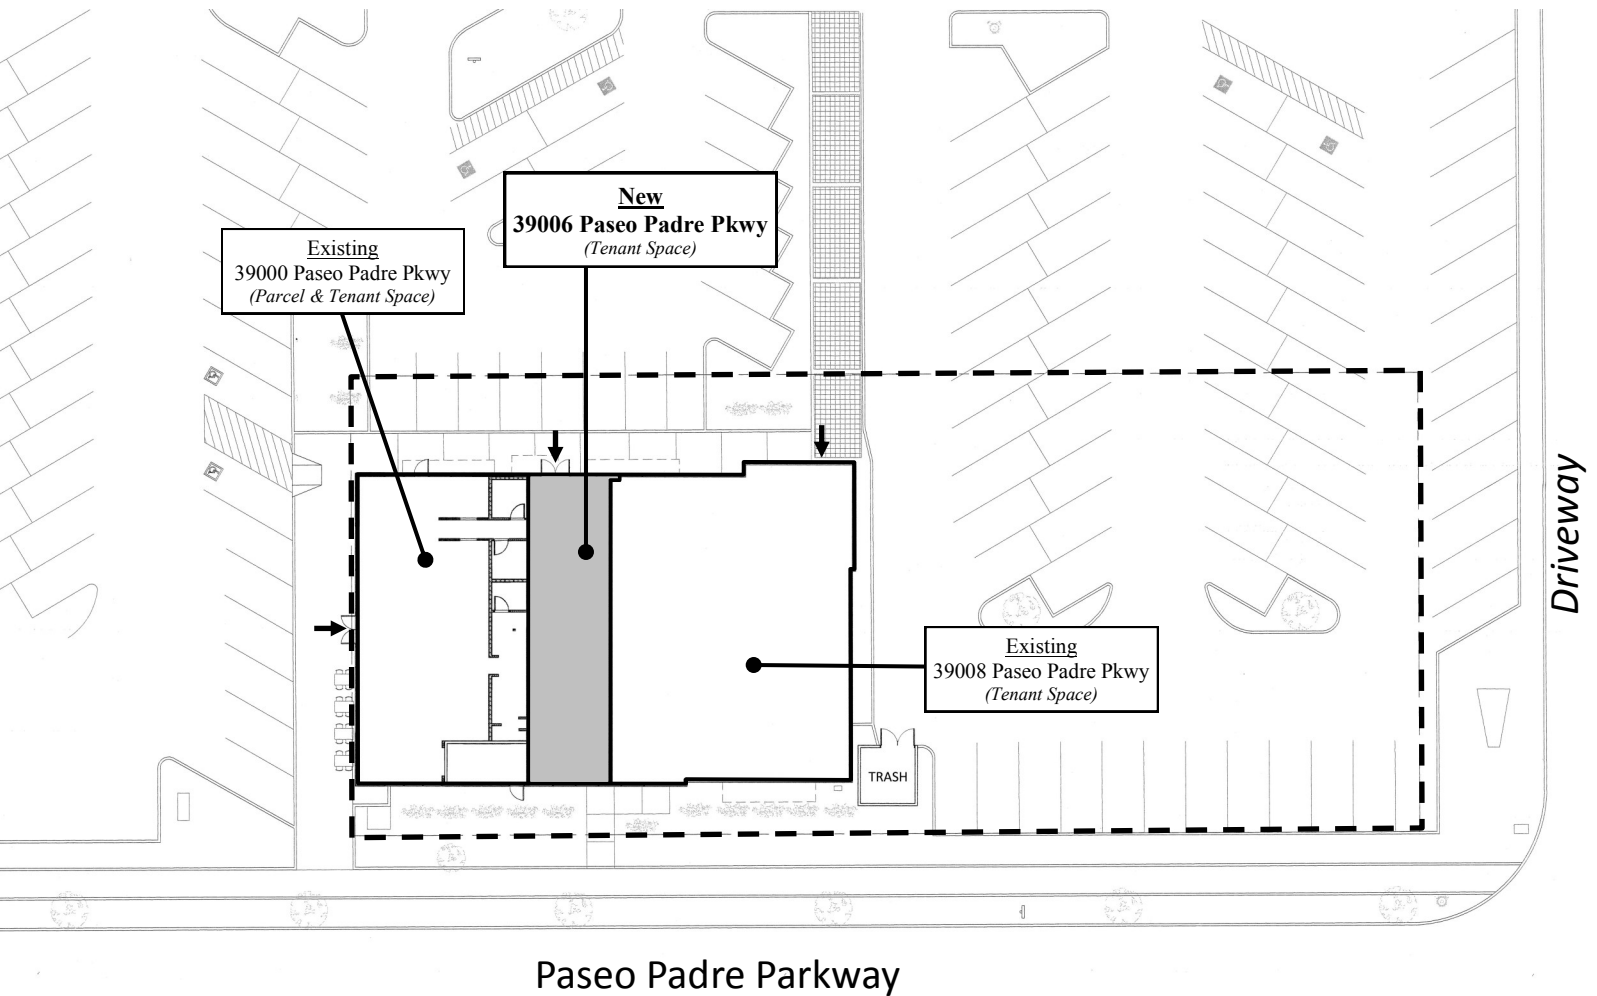 New
39006 Paseo Padre Pkwy
(Tenant Space)
Existing
39000 Paseo Padre Pkwy
(Parcel & Tenant Space)
Driveway
Existing
39008 Paseo Padre Pkwy
(Tenant Space)
TRASH
Paseo Padre Parkway